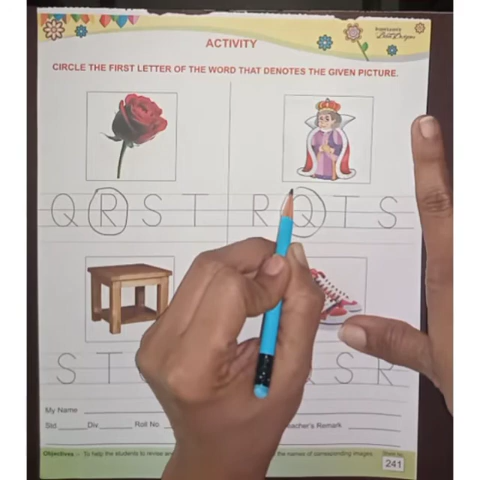 ACTIVITY
CIRCLE THE FIRST LETTER OF THE WORD THAT DENOTES THE GIVEN PICTURE.
Q R S T
R Q T S
S T
S R
My Name
Std. Div Roll No. Teacher's Remark
Objectives :- To help the students to revise and the names of corresponding images.
241